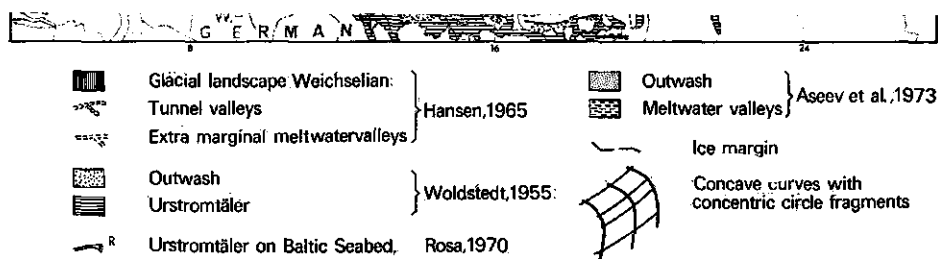 W.
G E R M A N
8 16 24
Glacial landscape Weichselian:
Tunnel valleys
Extra marginal meltwatervalleys
Hansen,1965
Outwash
Urstromtäler
Woldstedt,1955:
R Urstromtäler on Baltic Seabed, Rosa,1970
Outwash
Meltwater valleys
Aseev et al.,1973
Ice margin
Concave curves with
concentric circle fragments